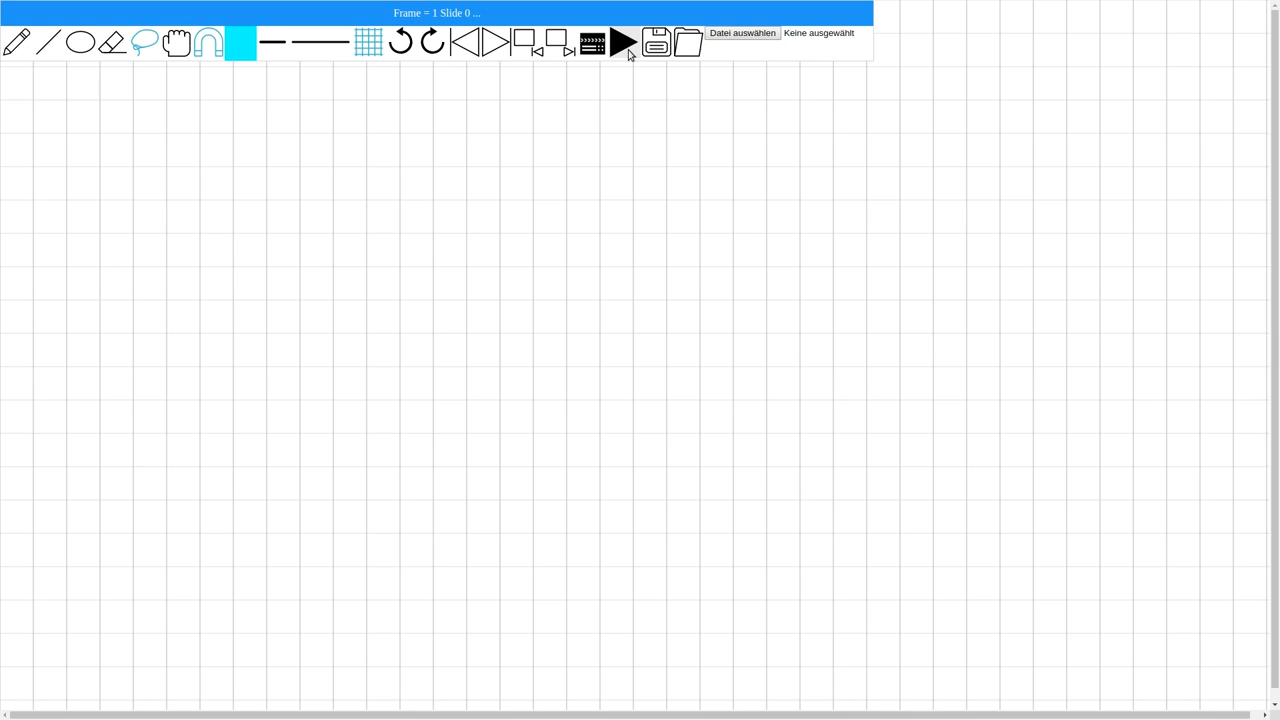 Frame = 1 Slide 0 ...
Datei auswählen Keine ausgewählt